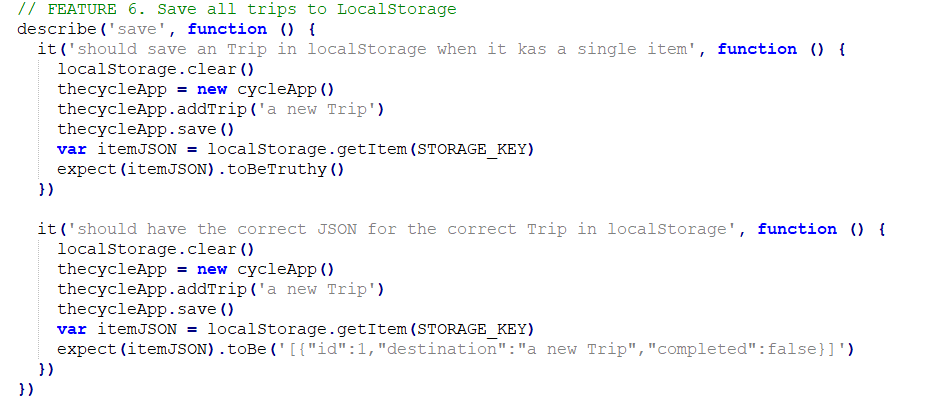 // FEATURE 6. Save all trips to LocalStorage
describe('save', function () {
it('should save an Trip in localStorage when it kas a single item', function () {
localStorage.clear()
thecycleApp = new cycleApp()
thecycleApp.addTrip('a new Trip')
thecycleApp.save()
var itemJSON = localStorage.getItem(STORAGE_KEY)
expect(itemJSON).toBeTruthy()
})
it('should have the correct JSON for the correct Trip in localStorage', function () {
localStorage.clear()
thecycleApp = new cycleApp()
thecycleApp.addTrip('a new Trip')
thecycleApp.save()
var itemJSON = localStorage.getItem(STORAGE_KEY)
expect(itemJSON).toBe('[{"id":1,"destination":"a new Trip","completed":false}]')
})
})